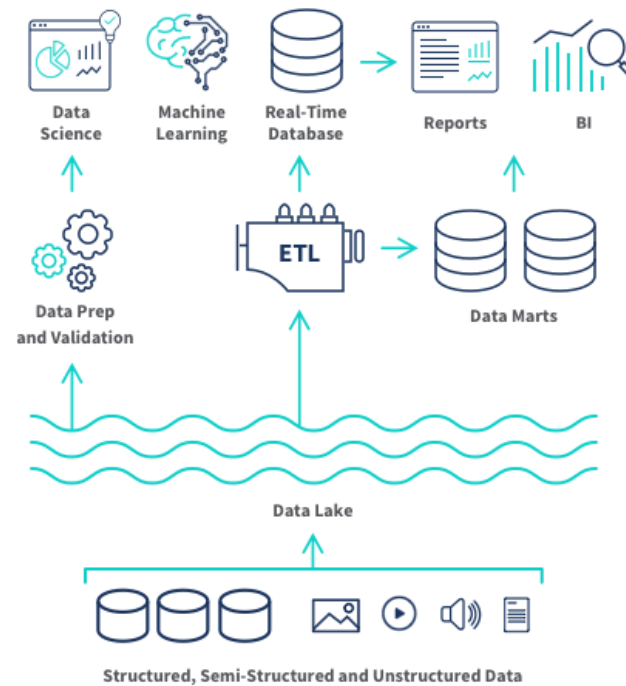 Data
Science
Machine
Learning
Real-Time
Database
Reports
BI
ETL
Data Prep
and Validation
Data Marts
Data Lake
Structured, Semi-Structured and Unstructured Data